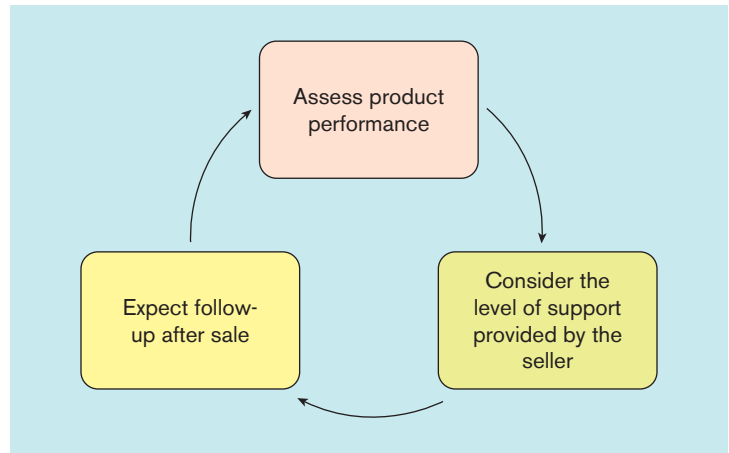 Assess product
performance
Expect follow-
up after sale
Consider the
level of support
provided by the
seller